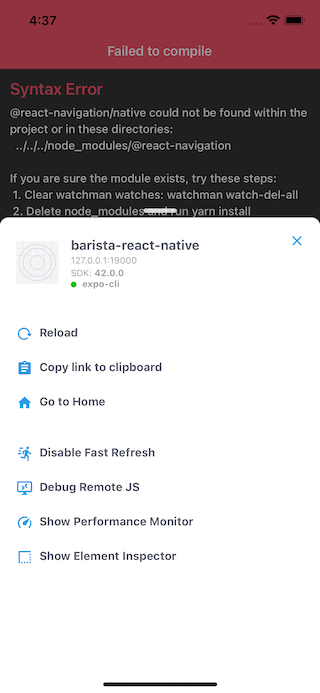 4:37
Failed to compile
Syntax Error
@react-navigation/native could not be found within the
project or in these directories:
../../../node_modules/@react-navigation
If you are sure the module exists, try these steps:
1. Clear watchman watches: watchman watch-del-all
2. Delete node_modules and run yarn install
barista-react-native
127.0.0.1:19000
SDK: 42.0.0
expo-cli
Reload
Copy link to clipboard
Go to Home
Disable Fast Refresh
Debug Remote JS
Show Performance Monitor
Show Element Inspector